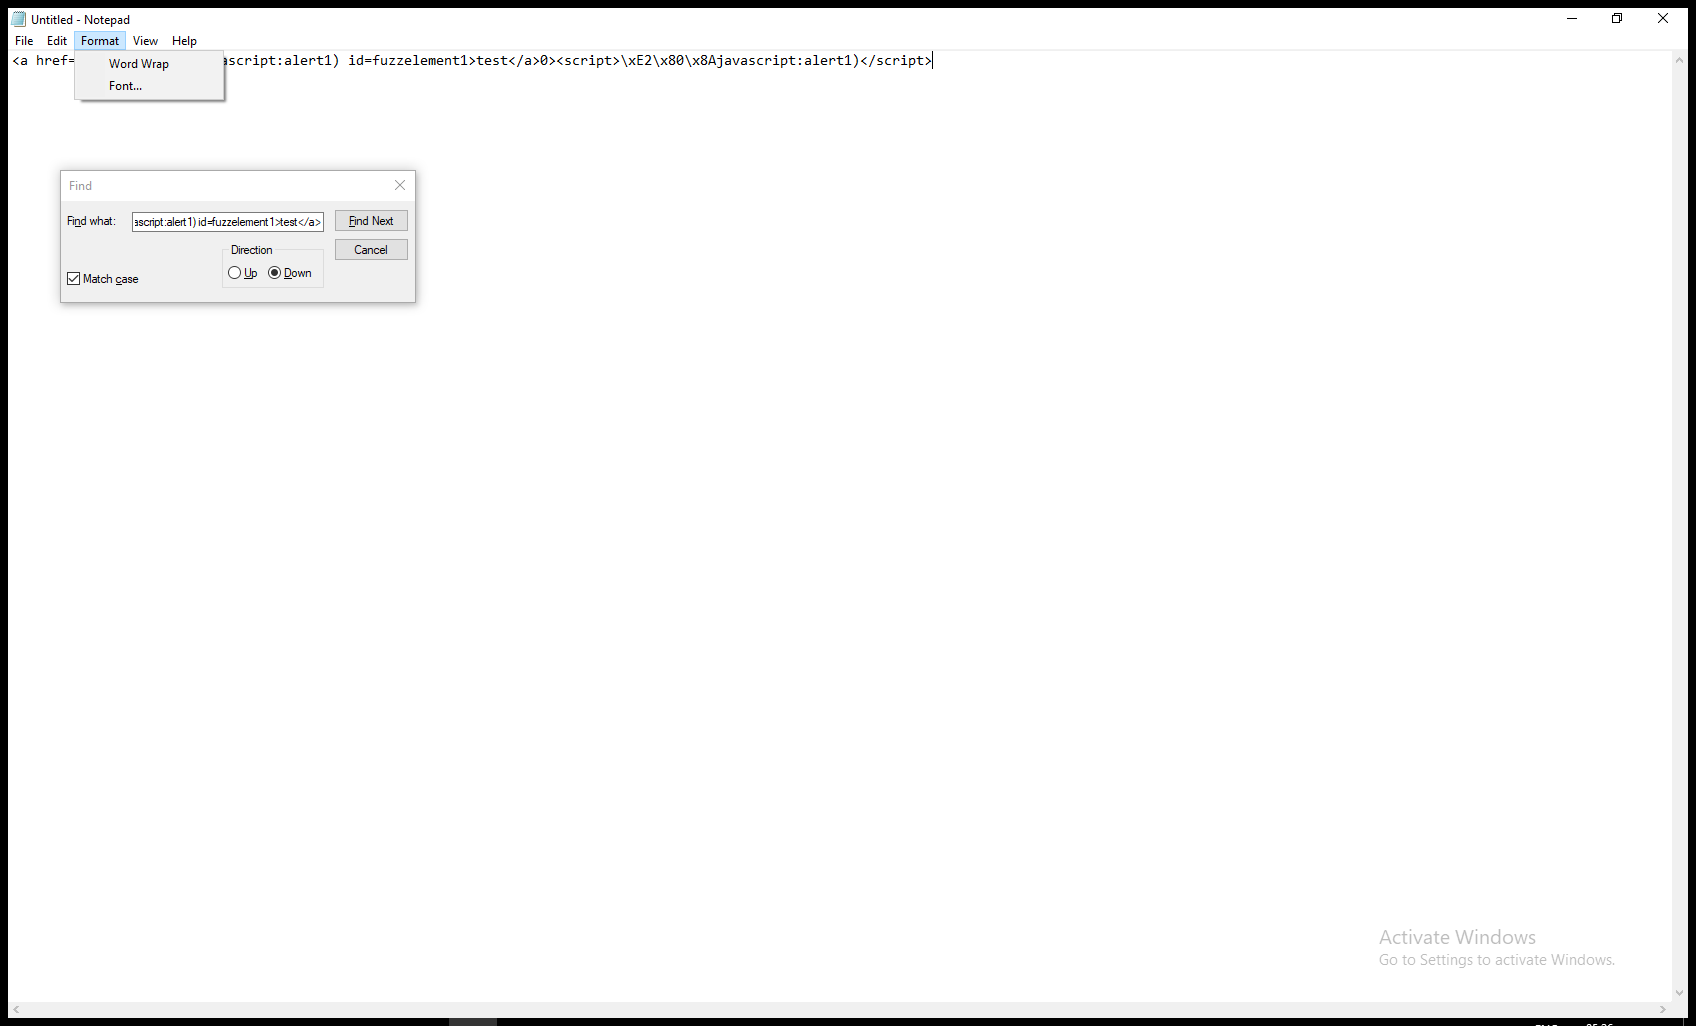 Untitled - Notepad
File Edit Format View Help
<a href= ascript:alert1) id=fuzzelement1>test</a>0><script>\xE2\x80\x8Ajavascript:alert1)</script>
Word Wrap
Font...
Find
Find what: ascript:alert1) id=fuzzelement1>test</a> Find Next
Direction Cancel
Up Down
Match case
Activate Windows
Go to Settings to activate Windows.